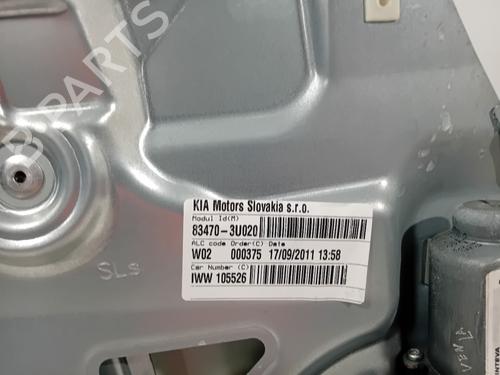 KIA Motors Slovakia s.r.o.
Modul Id(M)
83470-3U020
ALC code Order(C) Date
W02 000375 17/09/2011 13:58
Car Number (C)
IWW 105526
SLS